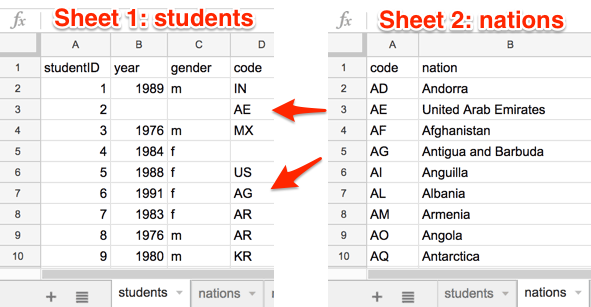 Sheet 1: students
fx
A B C D
1 studentID year gender code
2 1 1989 m IN
3 2 AE
4 3 1976 m MX
5 4 1984 f
6 5 1988 f US
7 6 1991 f AG
8 7 1983 f AR
9 8 1976 m AR
10 9 1980 m KR
+ students nations
Sheet 2: nations
fx
A B
1 code nation
2 AD Andorra
3 AE United Arab Emirates
4 AF Afghanistan
5 AG Antigua and Barbuda
6 AI Anguilla
7 AL Albania
8 AM Armenia
9 AO Angola
10 AQ Antarctica
+ students nations